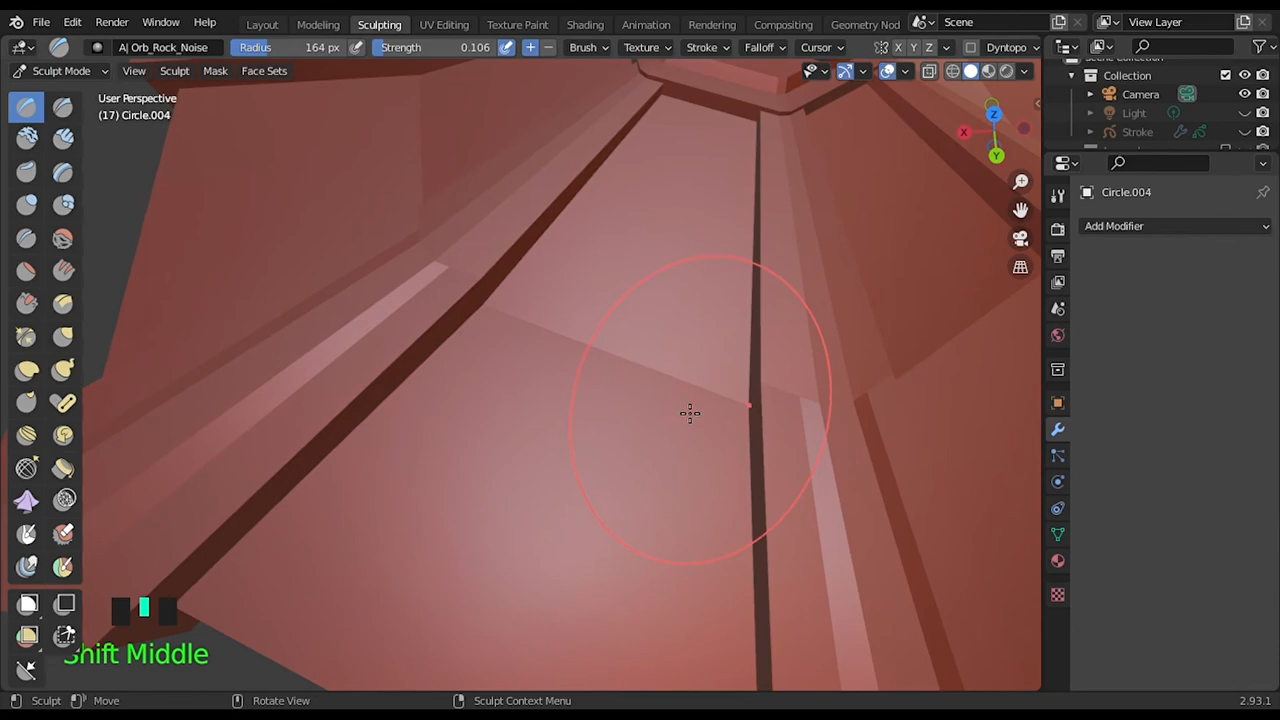 File Edit Render Window Help Layout Modeling Sculpting UV Editing Texture Paint Shading Animation Rendering Compositing Geometry Nod Scene View Layer
A| Orb_Rock_Noise Radius 164 px Strength 0.106 Brush Texture Stroke Falloff Cursor X Y Z Dyntopo
Sculpt Mode View Sculpt Mask Face Sets
User Perspective
(17) Circle.004
Collection
Camera
Light
Stroke
Circle.004
Add Modifier
X
Z
Y
Shift Middle
Sculpt Move Rotate View Sculpt Context Menu 2.93.1